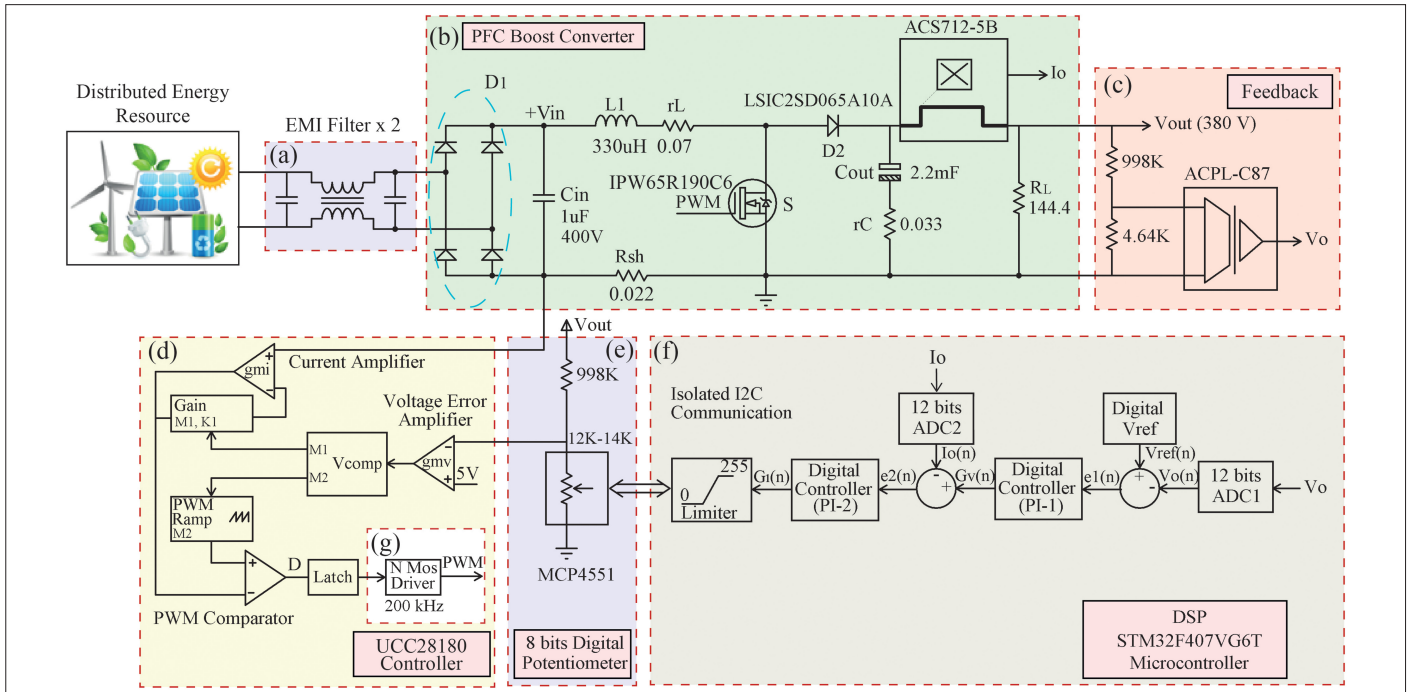 Distributed Energy
Resource
C
EMI Filter x 2
(a)
(b)
PFC Boost Converter
D1
+Vin
L1
330uH
rL
0.07
Cin
1uF
400V
Rsh
0.022
IPW65R190C6
PWM
S
LSIC2SD065A10A
D2
Cout
2.2mF
rC
0.033
ACS712-5B
Io
RL
144.4
(c)
Feedback
Vout (380 V)
998K
4.64K
ACPL-C87
Vo
(d)
gmi
+
-
Current Amplifier
Gain
M1, K1
Voltage Error
Amplifier
M1
M2
Vcomp
gmv
-
+
5V
PWM
Ramp
M2
+
-
D
Latch
PWM Comparator
(g)
N Mos
Driver
PWM
200 kHz
UCC28180
Controller
(e)
Vout
998K
12K-14K
MCP4551
8 bits Digital
Potentiometer
(f)
Isolated I2C
Communication
0
255
Limiter
GI(n)
Digital
Controller
(PI-2)
e2(n)
Io
12 bits
ADC2
Io(n)
-
+
Gv(n)
Digital
Controller
(PI-1)
e1(n)
Digital
Vref
Vref(n)
+
-
Vo(n)
12 bits
ADC1
Vo
DSP
STM32F407VG6T
Microcontroller